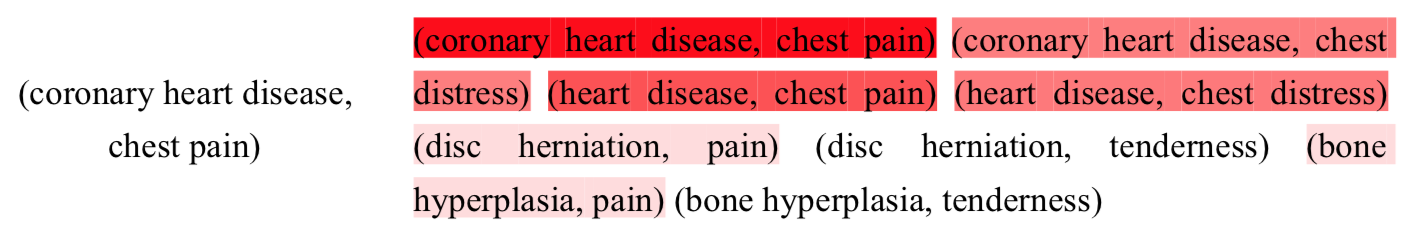 (coronary heart disease,
chest pain)
(coronary heart disease, chest pain) (coronary heart disease, chest
distress) (heart disease, chest pain) (heart disease, chest distress)
(disc herniation, pain) (disc herniation, tenderness) (bone
hyperplasia, pain) (bone hyperplasia, tenderness)